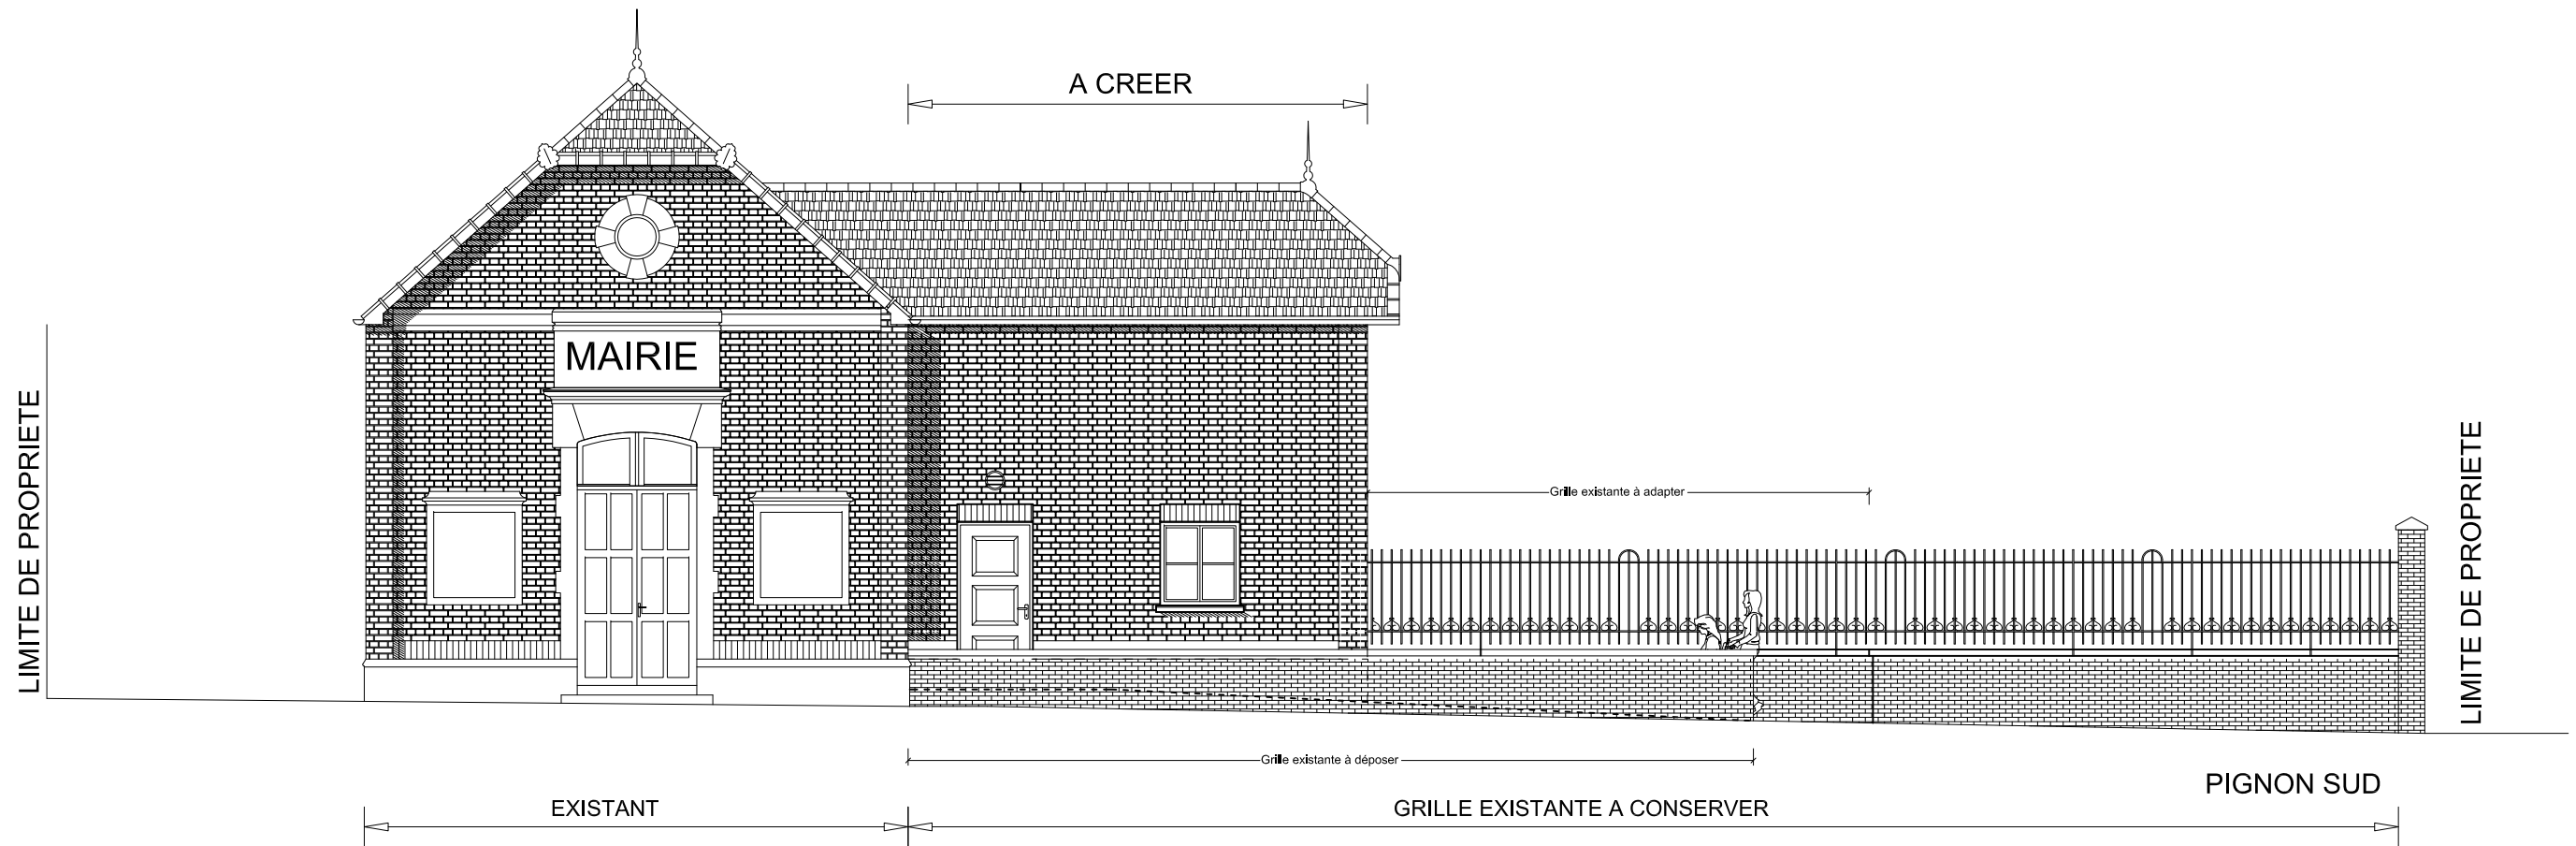 A CREER
MAIRIE
LIMITE DE PROPRIETE
LIMITE DE PROPRIETE
Grille existante à adapter
Grille existante à déposer
PIGNON SUD
EXISTANT
GRILLE EXISTANTE A CONSERVER